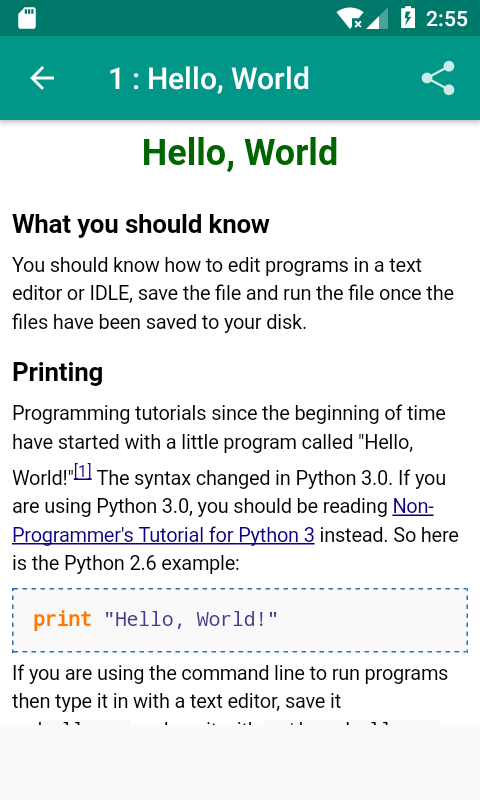 2:55
1 : Hello, World
Hello, World
What you should know
You should know how to edit programs in a text
editor or IDLE, save the file and run the file once the
files have been saved to your disk.
Printing
Programming tutorials since the beginning of time
have started with a little program called "Hello,
World!"[1] The syntax changed in Python 3.0. If you
are using Python 3.0, you should be reading Non-
Programmer's Tutorial for Python 3 instead. So here
is the Python 2.6 example:
print "Hello, World!"
If you are using the command line to run programs
then type it in with a text editor, save it